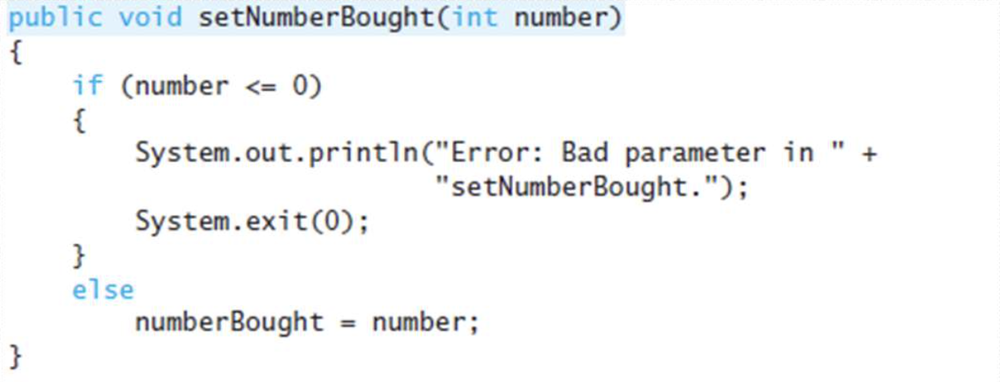 public void setNumberBought(int number)
{
    if (number <= 0)
    {
        System.out.println("Error: Bad parameter in " +
                           "setNumberBought.");
        System.exit(0);
    }
    else
        numberBought = number;
}